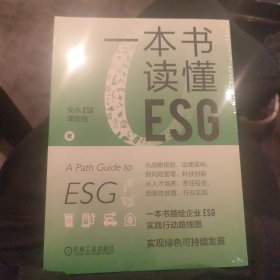 一本书
读懂
ESG
安永ESG
课题组
著
A Path Guide to
ESG
从战略规划、治理架构，
到风险管理、科技创新
从人才培养、责任投资，
到报告披露、行业实践
一本书描绘企业ESG
实践行动路线图
实现绿色可持续发展
机械工业出版社